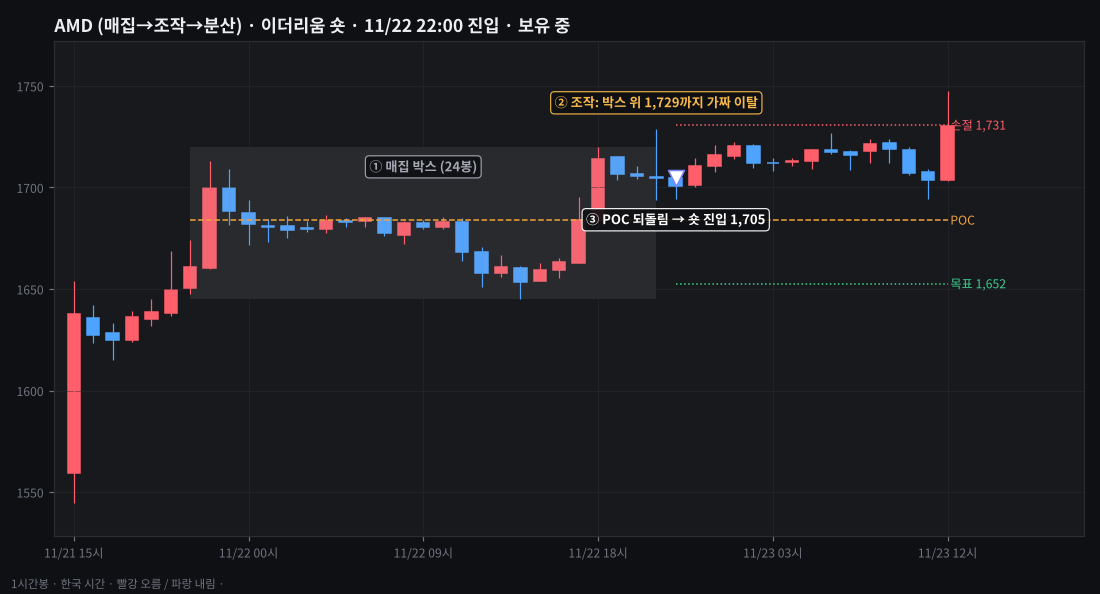 AMD (매집→조작→분산) · 이더리움 숏 · 11/22 22:00 진입 · 보유 중
1750
② 조작: 박스 위 1,729까지 가짜 이탈
손절 1,731
① 매집 박스 (24봉)
1700
③ POC 되돌림 → 숏 진입 1,705
POC
1650
목표 1,652
1600
1550
11/21 15시
11/22 00시
11/22 09시
11/22 18시
11/23 03시
11/23 12시
1시간봉 · 한국 시간 · 빨강 오름 / 파랑 내림 ·